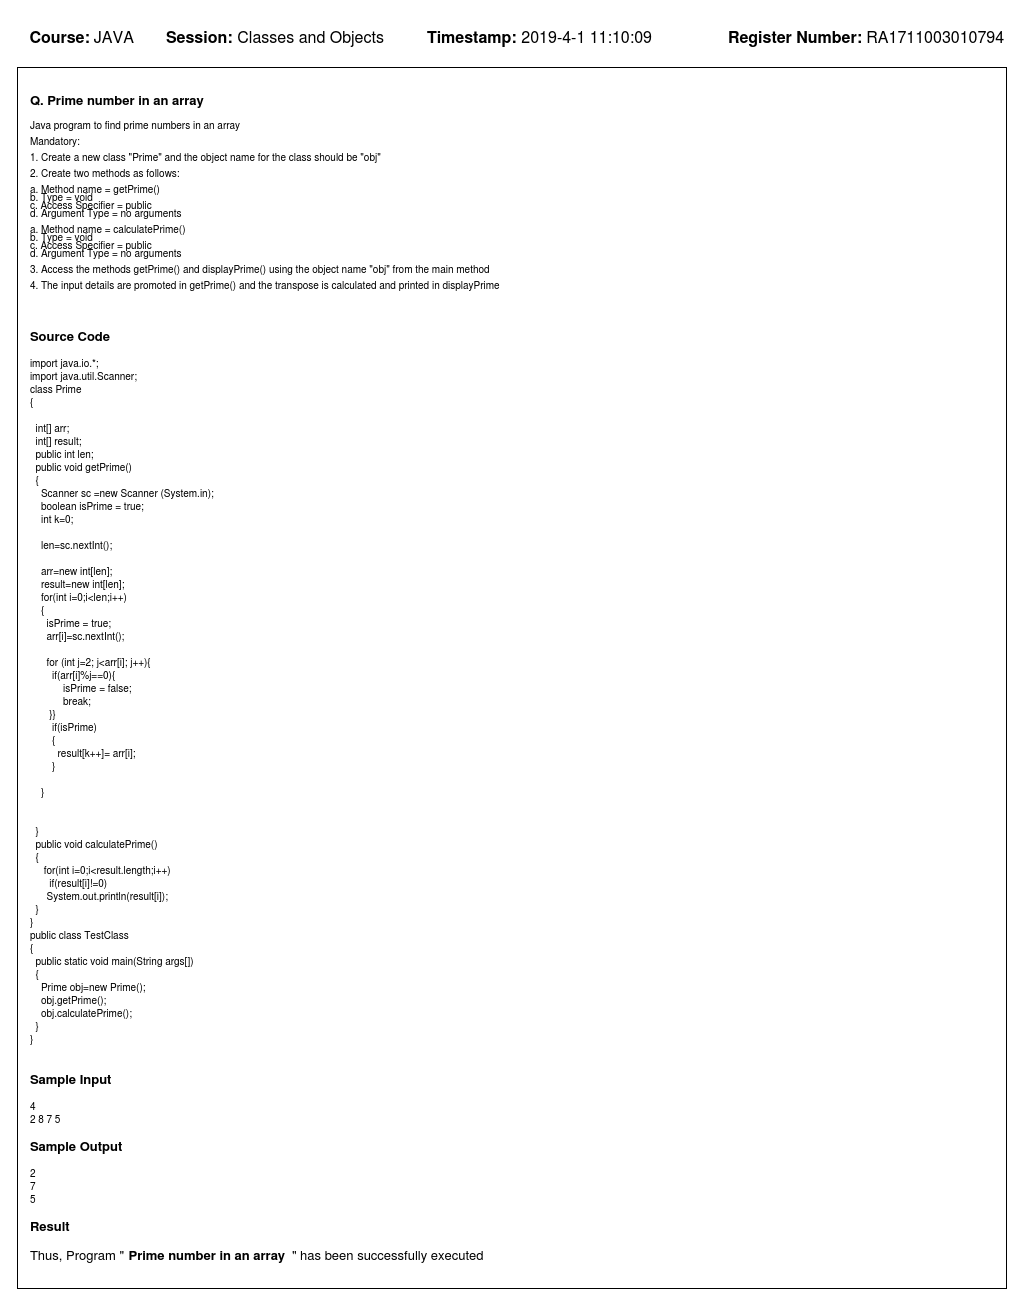 Course: JAVA Session: Classes and Objects Timestamp: 2019-4-1 11:10:09 Register Number: RA1711003010794
Q. Prime number in an array
Java program to find prime numbers in an array
Mandatory:
1. Create a new class "Prime" and the object name for the class should be "obj"
2. Create two methods as follows:
a. Method name = getPrime()
b. Type = void
c. Access Specifier = public
d. Argument Type = no arguments
a. Method name = calculatePrime()
b. Type = void
c. Access Specifier = public
d. Argument Type = no arguments
3. Access the methods getPrime() and displayPrime() using the object name "obj" from the main method
4. The input details are promoted in getPrime() and the transpose is calculated and printed in displayPrime
Source Code
import java.io.*;
import java.util.Scanner;
class Prime
{
int[] arr;
int[] result;
public int len;
public void getPrime()
{
Scanner sc =new Scanner (System.in);
boolean isPrime = true;
int k=0;
len=sc.nextInt();
arr=new int[len];
result=new int[len];
for(int i=0;i<len;i++)
{
isPrime = true;
arr[i]=sc.nextInt();
for (int j=2; j<arr[i]; j++){
if(arr[i]%j==0){
isPrime = false;
break;
}}
if(isPrime)
{
result[k++]= arr[i];
}
}
}
public void calculatePrime()
{
for(int i=0;i<result.length;i++)
if(result[i]!=0)
System.out.println(result[i]);
}
}
public class TestClass
{
public static void main(String args[])
{
Prime obj=new Prime();
obj.getPrime();
obj.calculatePrime();
}
}
Sample Input
4
2 8 7 5
Sample Output
2
7
5
Result
Thus, Program " Prime number in an array " has been successfully executed